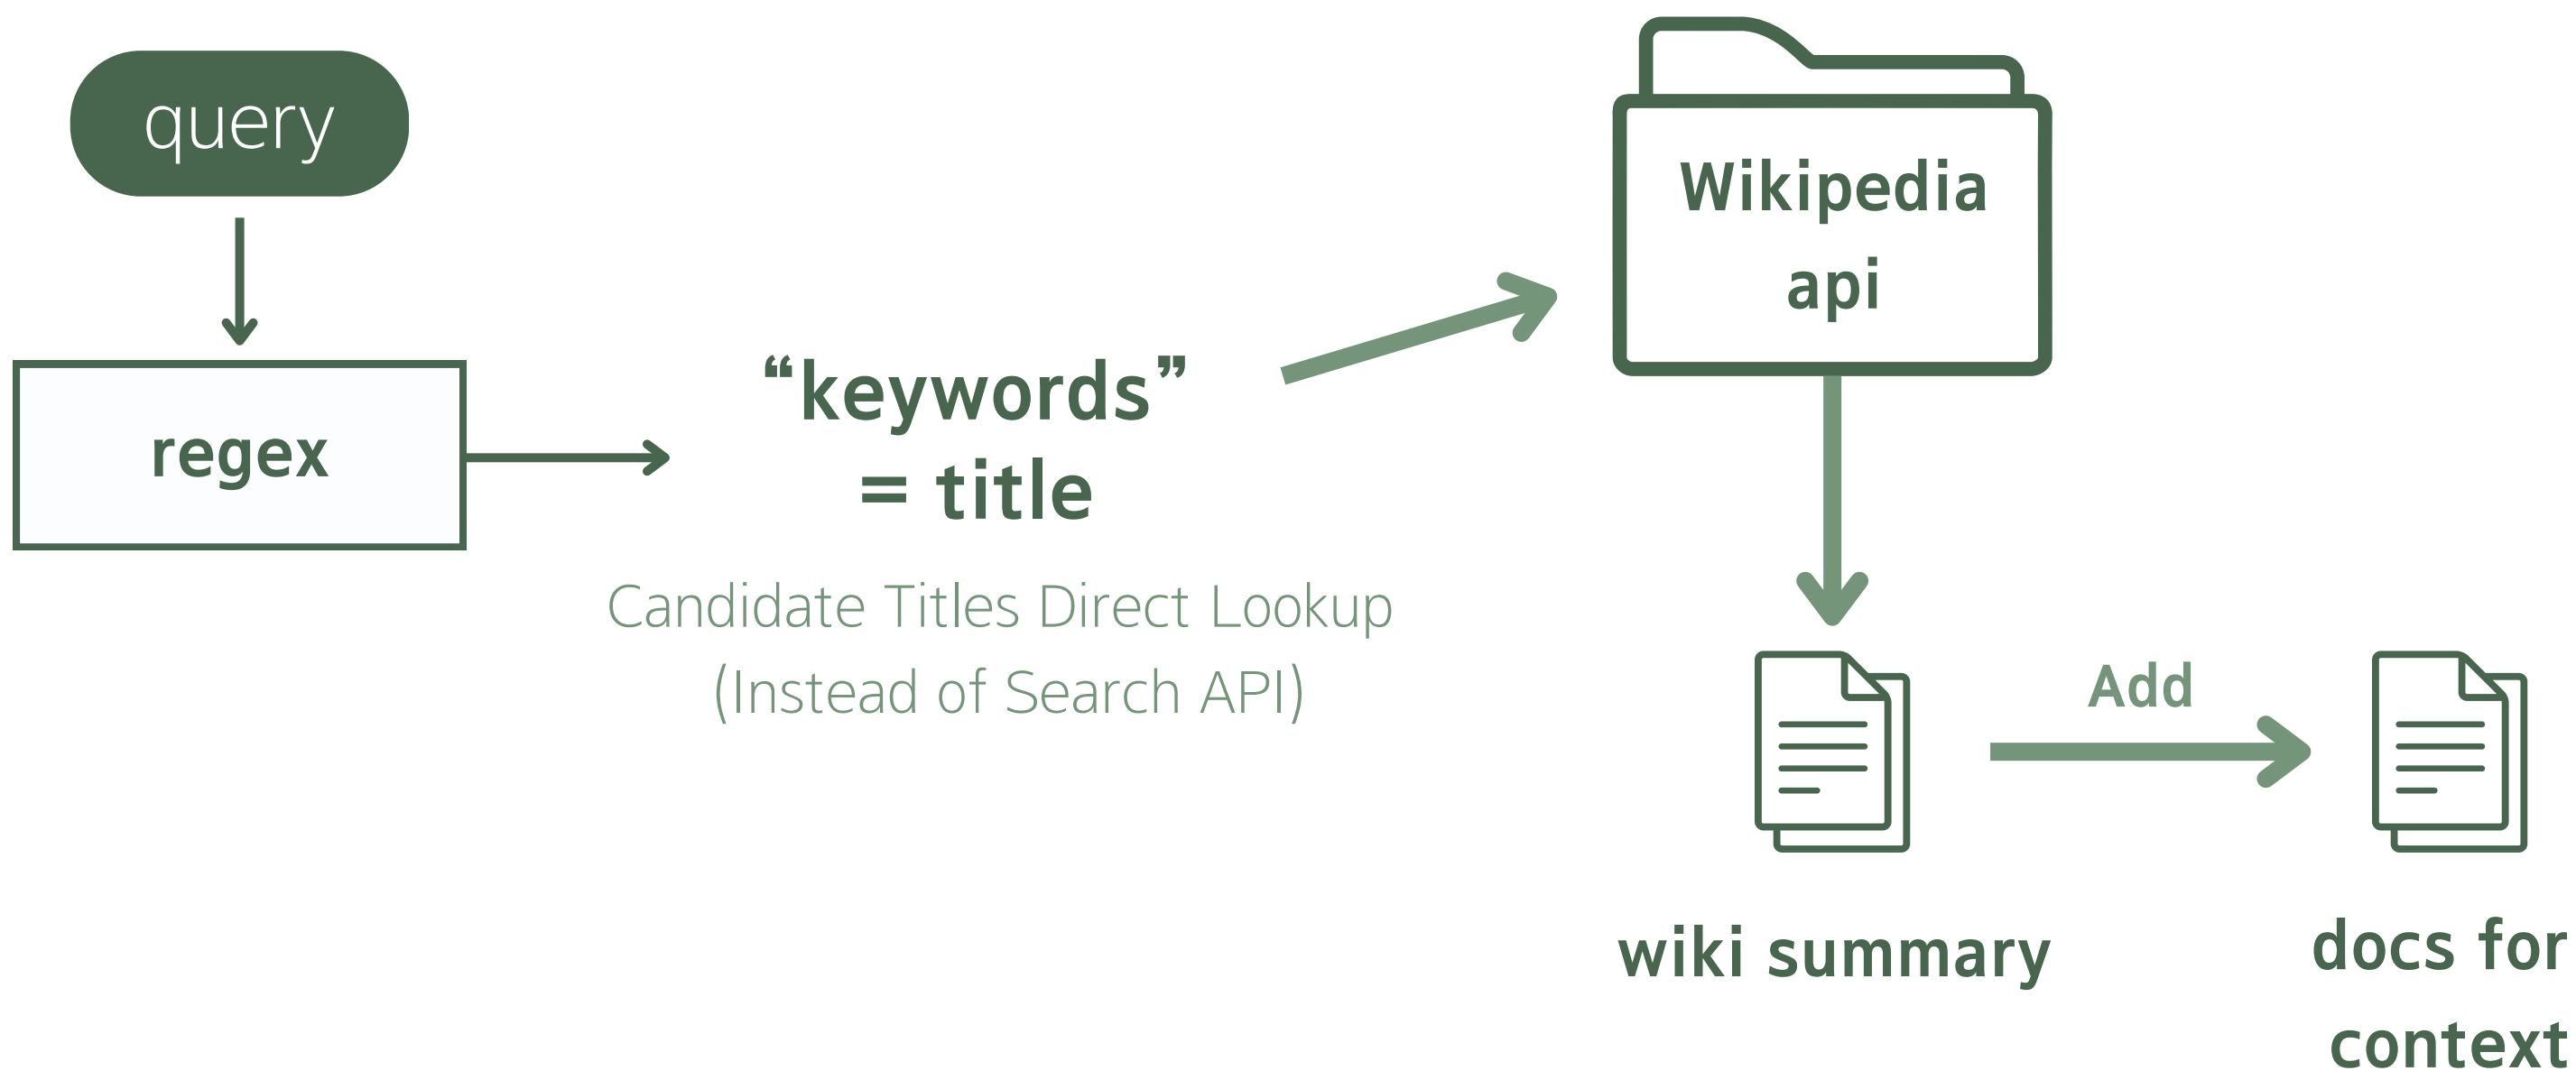 query
regex
“keywords”
= title
Candidate Titles Direct Lookup
(Instead of Search API)
Wikipedia
api
wiki summary
Add
docs for
context